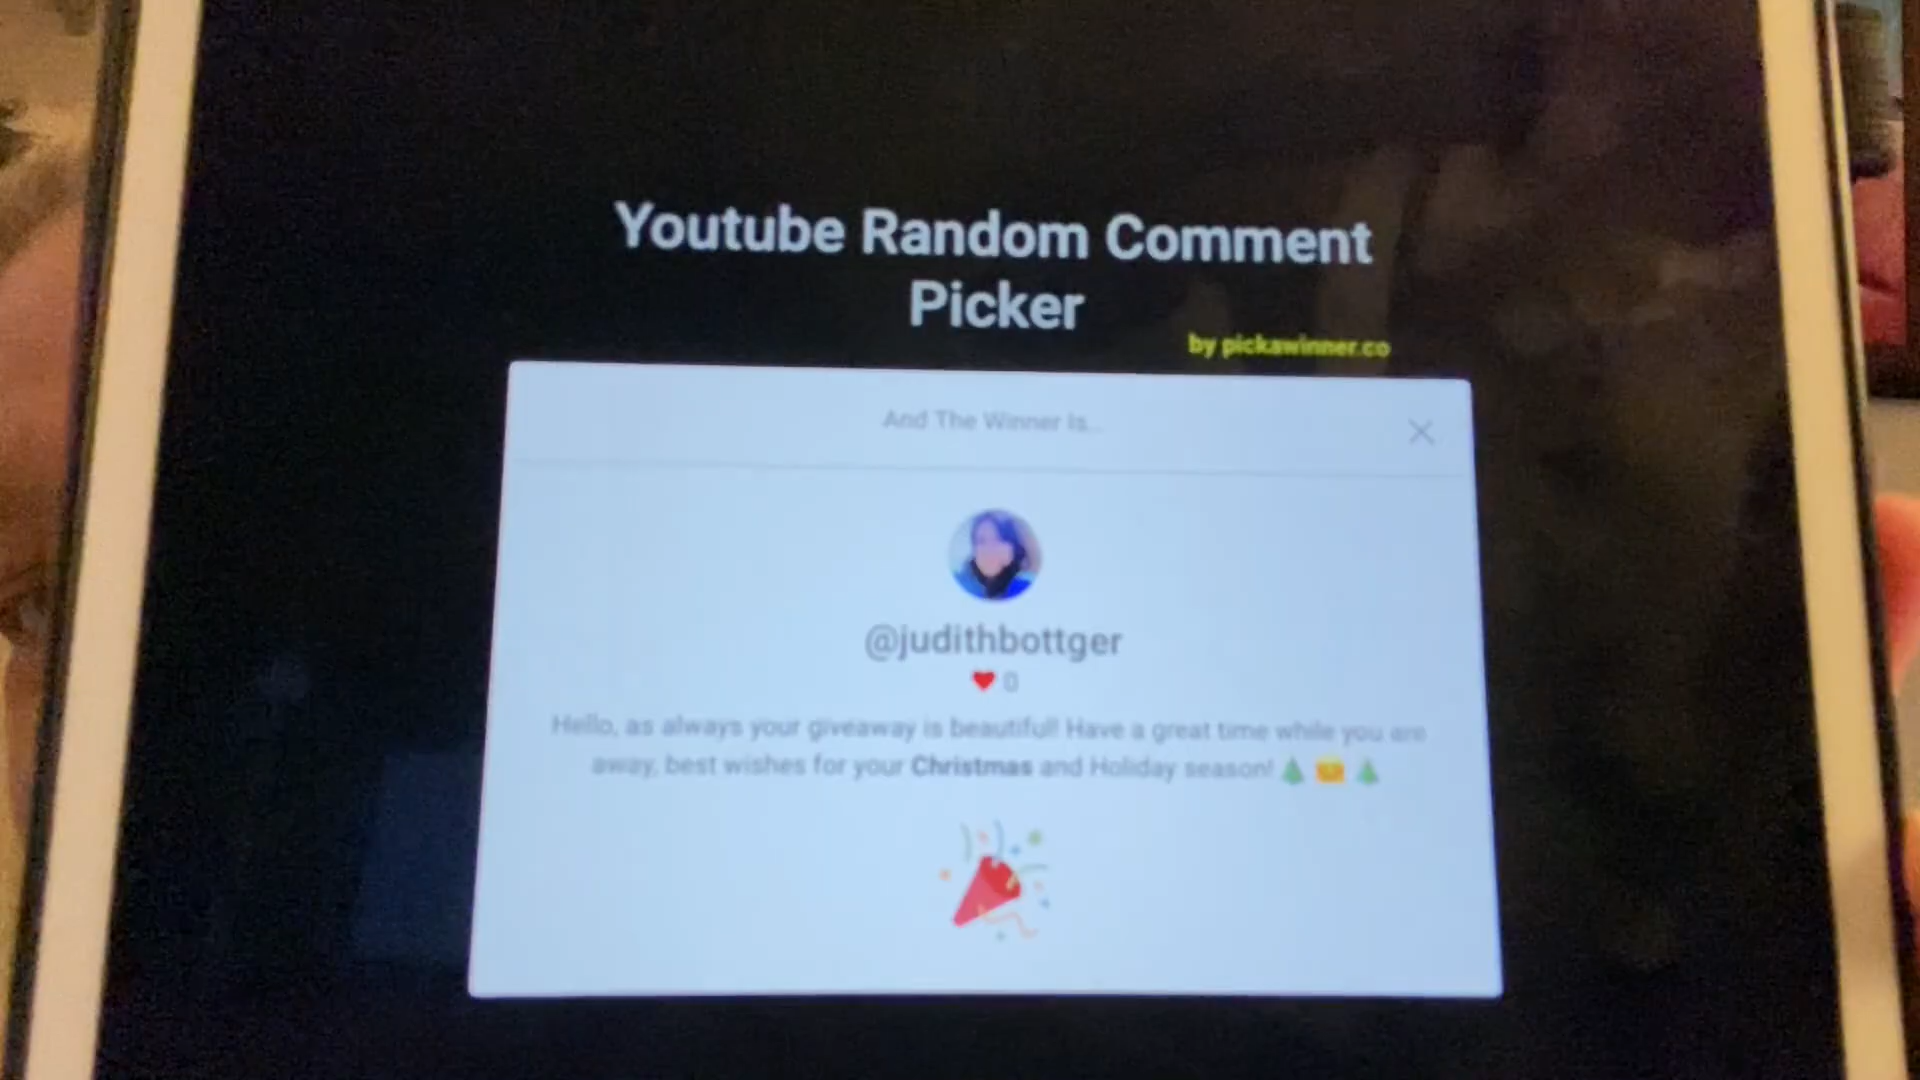 Youtube Random Comment
Picker
by pickawinner.co
And The Winner Is...
@judithbottger
0
Hello, as always your giveaway is beautiful! Have a great time while you are
away, best wishes for your Christmas and Holiday season!🎄 🤶 🎄